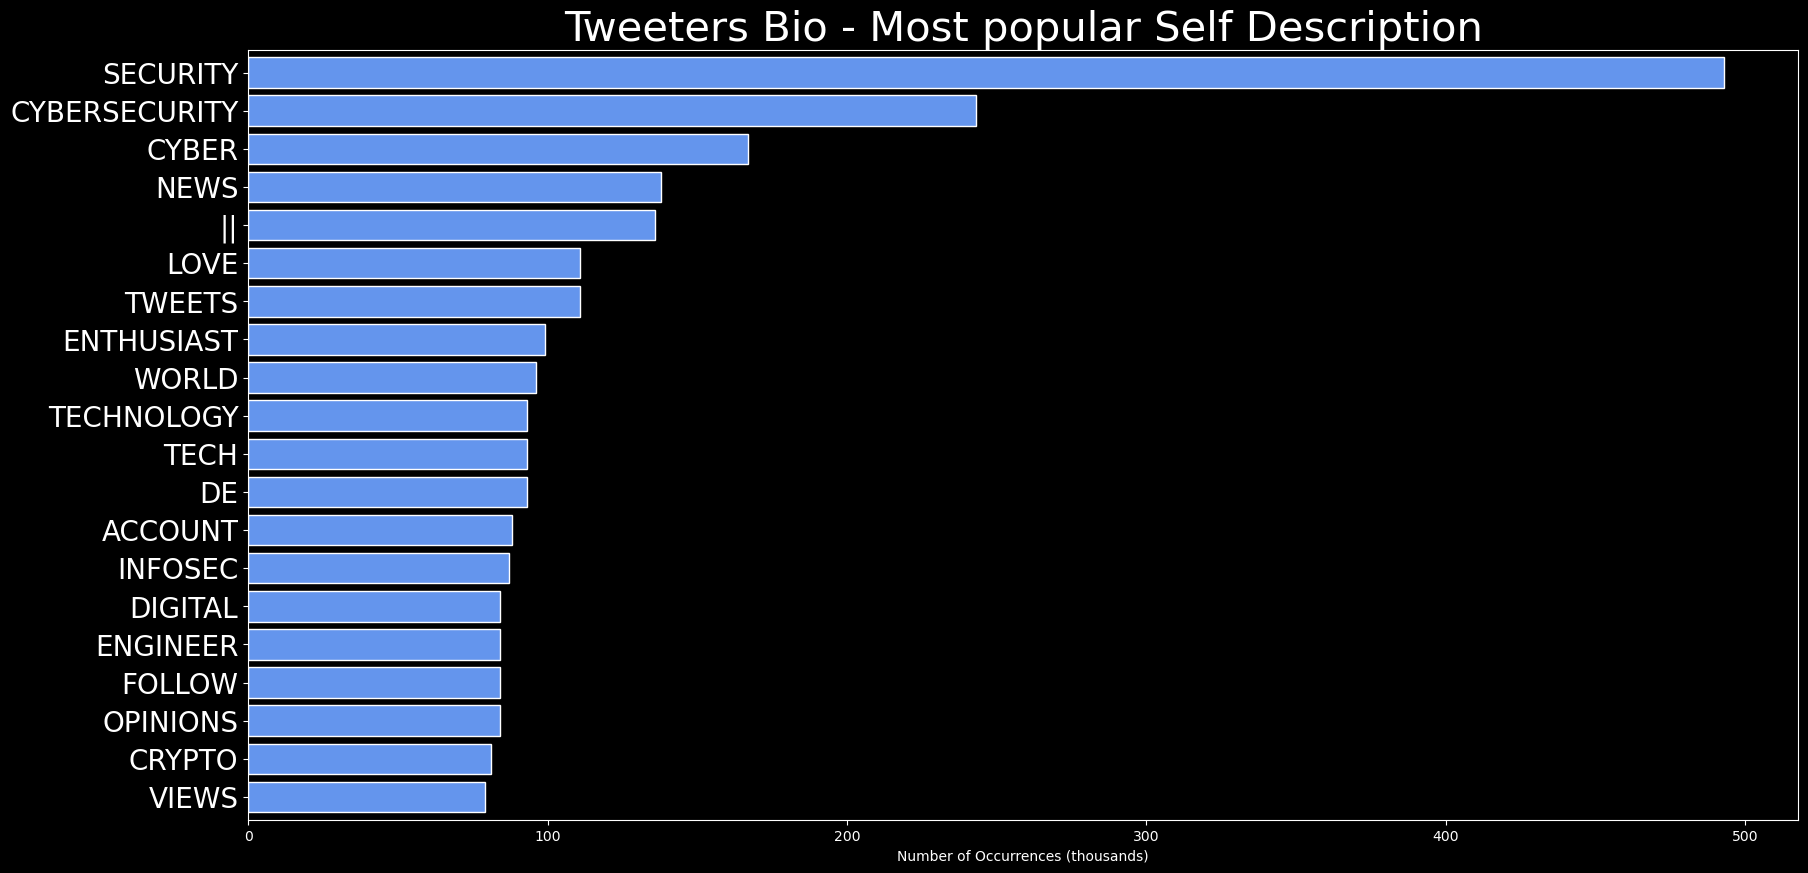 Tweeters Bio - Most popular Self Description
SECURITY
CYBERSECURITY
CYBER
NEWS
||
LOVE
TWEETS
ENTHUSIAST
WORLD
TECHNOLOGY
TECH
DE
ACCOUNT
INFOSEC
DIGITAL
ENGINEER
FOLLOW
OPINIONS
CRYPTO
VIEWS
0 100 200 300 400 500
Number of Occurrences (thousands)